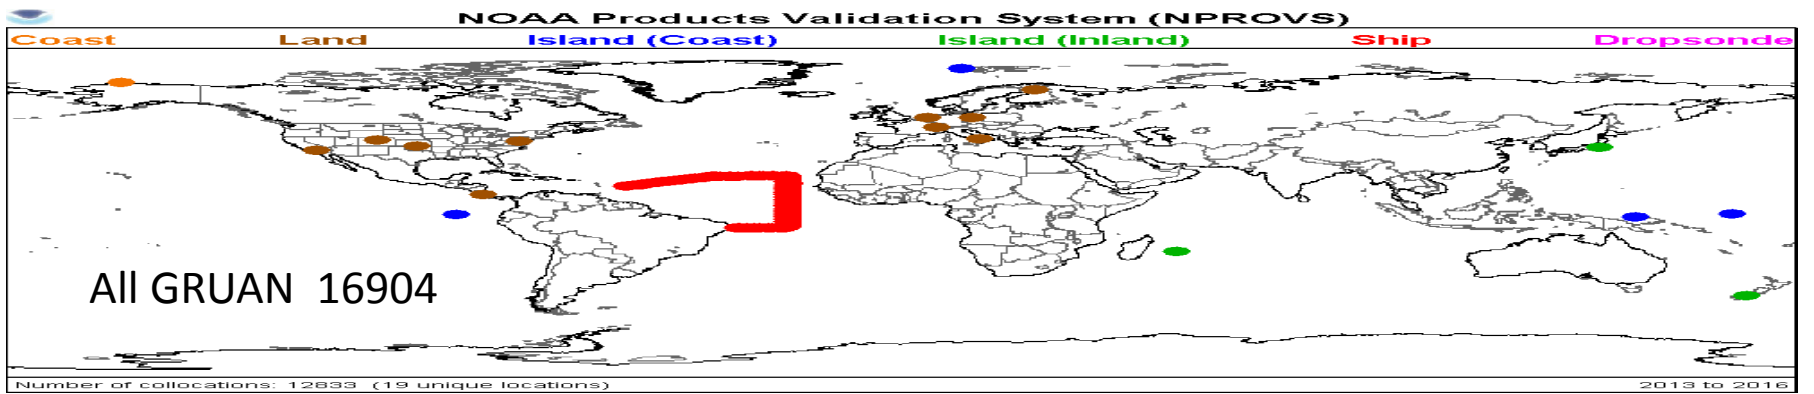 NOAA Products Validation System (NPROVS)
Coast Land Island (Coast) Island (Inland) Ship Dropsonde
All GRUAN 16904
Number of collocations: 12833 (19 unique locations) 2013 to 2016